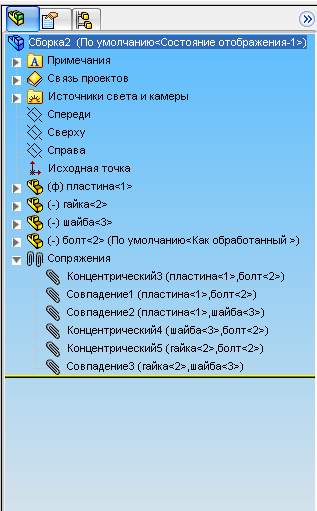 Сборка2 (По умолчанию<Состояние отображения-1>)
Примечания
Связь проектов
Источники света и камеры
Спереди
Сверху
Справа
Исходная точка
(ф) пластина<1>
(-) гайка<2>
(-) шайба<3>
(-) болт<2> (По умолчанию<Как обработанный >)
Сопряжения
Концентрический3 (пластина<1>,болт<2>)
Совпадение1 (пластина<1>,болт<2>)
Совпадение2 (пластина<1>,шайба<3>)
Концентрический4 (шайба<3>,болт<2>)
Концентрический5 (гайка<2>,болт<2>)
Совпадение3 (гайка<2>,шайба<3>)